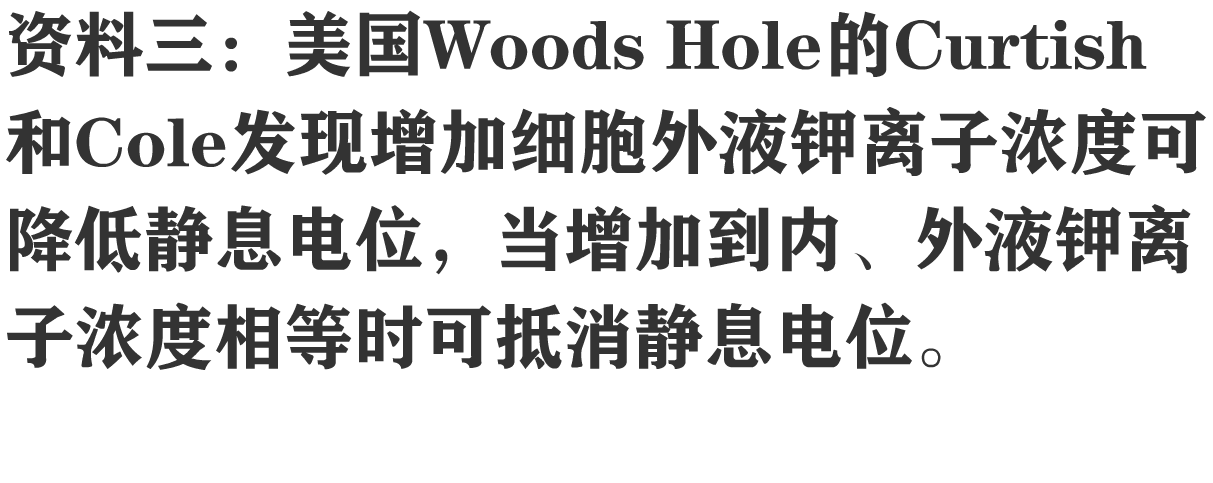 资料三：美国Woods Hole的Curtish
和Cole发现增加细胞外液钾离子浓度可
降低静息电位，当增加到内、外液钾离
子浓度相等时可抵消静息电位。